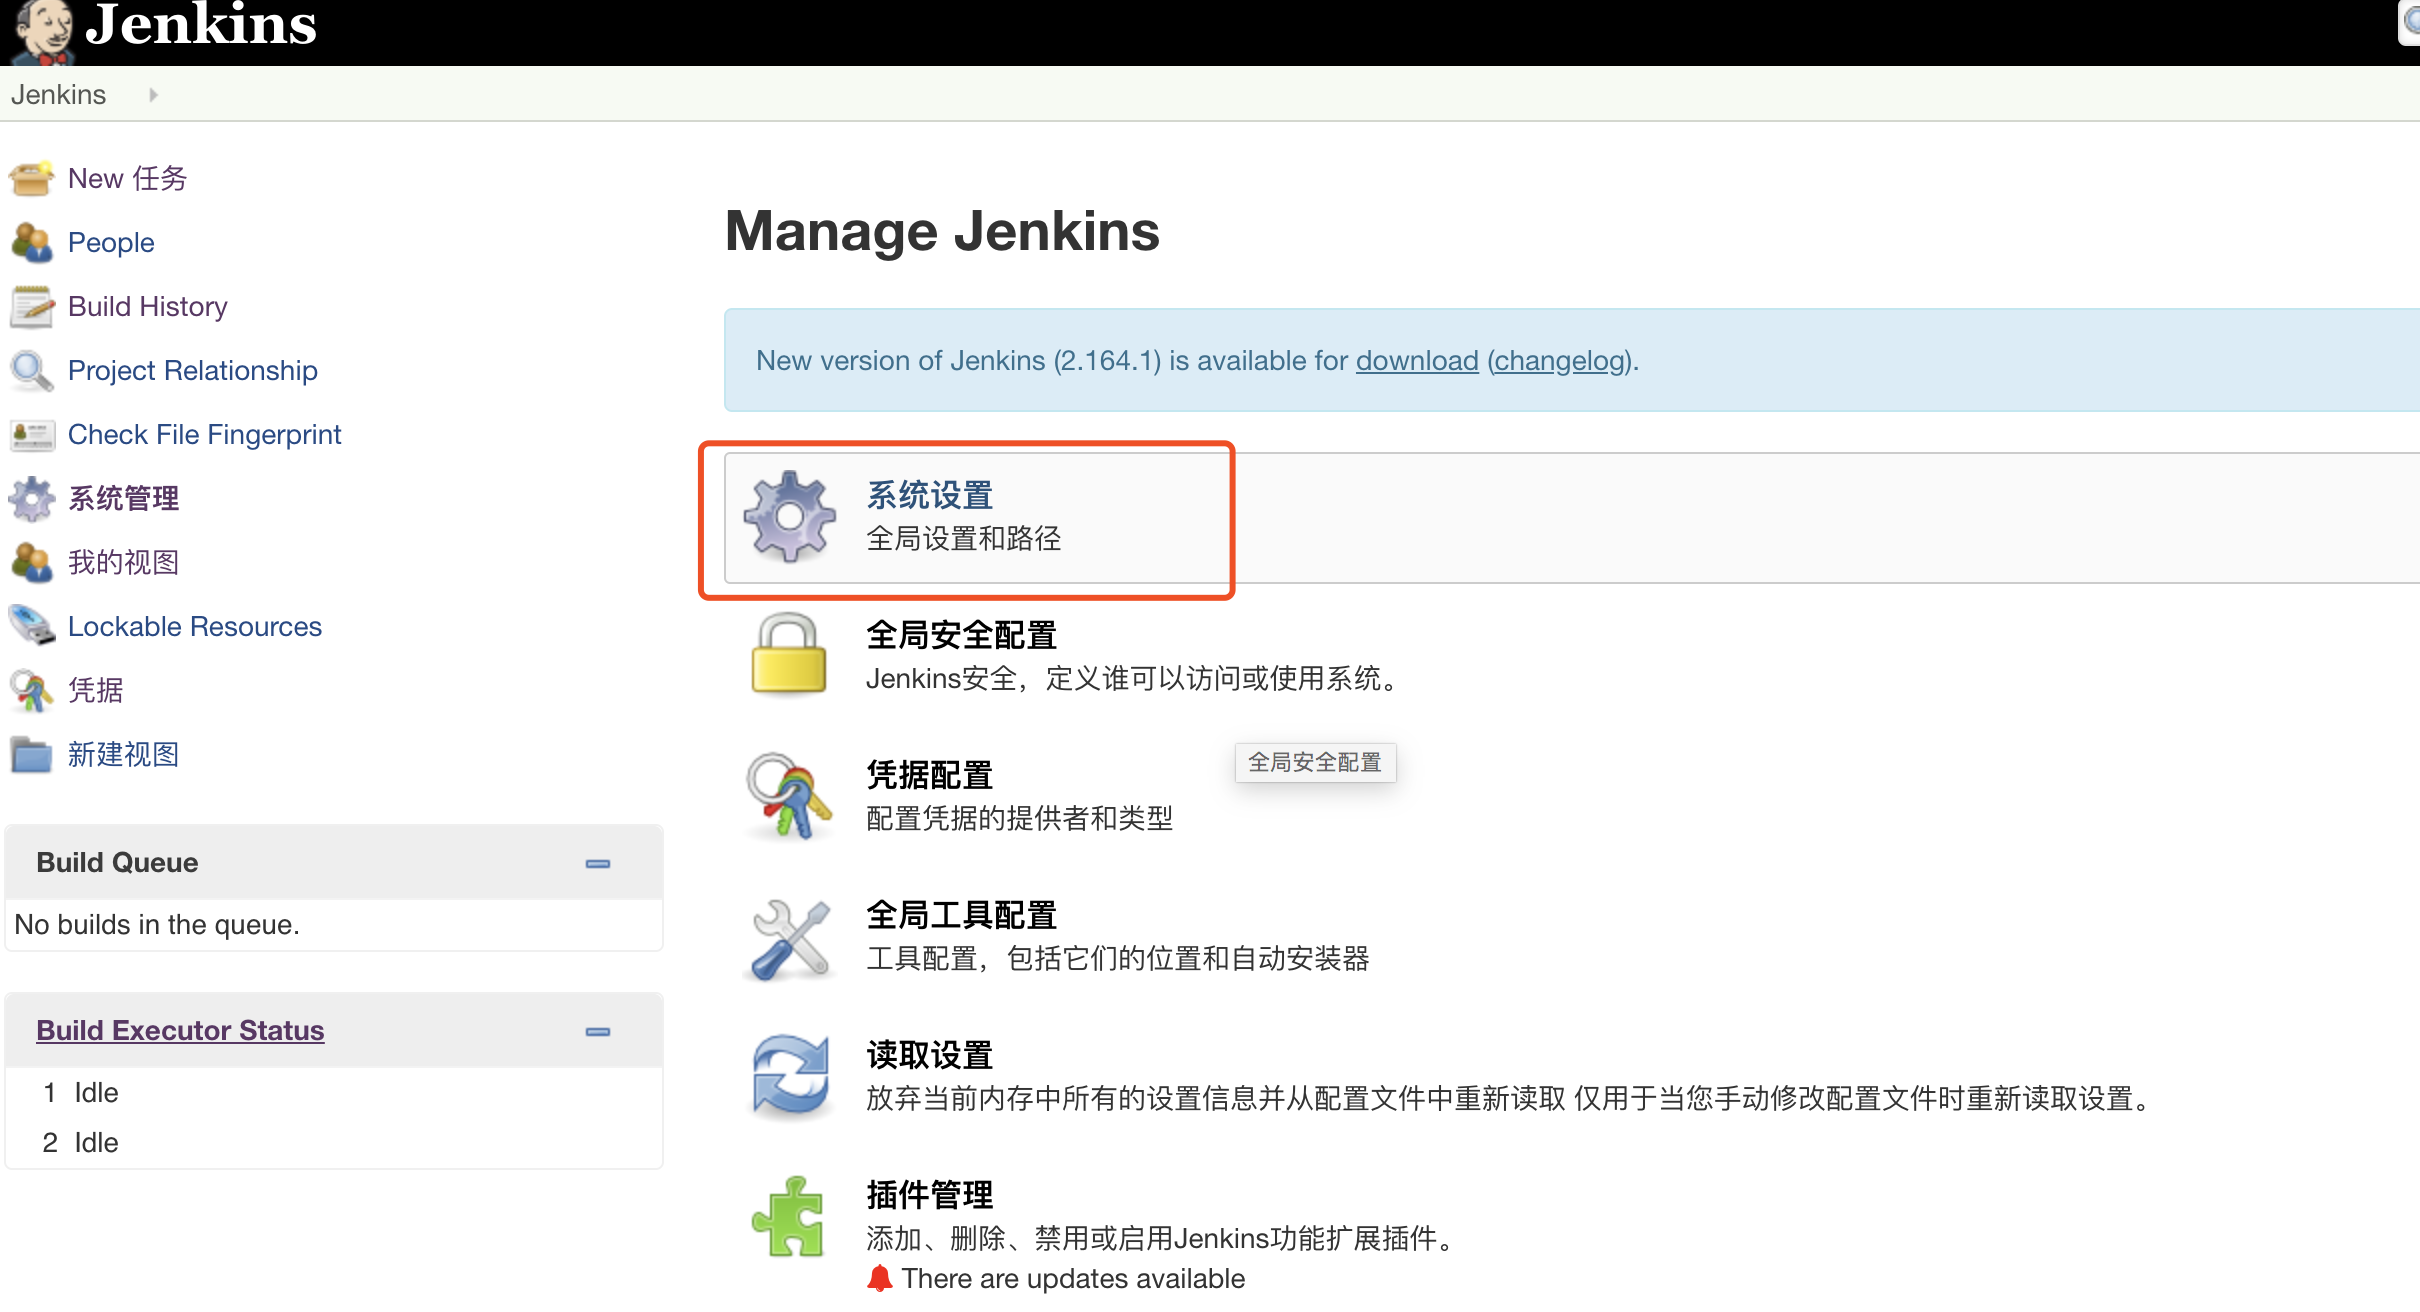 Jenkins
Jenkins
New 任务
People
Build History
Project Relationship
Check File Fingerprint
系统管理
我的视图
Lockable Resources
凭据
新建视图
Build Queue
No builds in the queue.
Build Executor Status
1 Idle
2 Idle
Manage Jenkins
New version of Jenkins (2.164.1) is available for download (changelog).
系统设置
全局设置和路径
全局安全配置
Jenkins安全，定义谁可以访问或使用系统。
全局安全配置
凭据配置
配置凭据的提供者和类型
全局工具配置
工具配置，包括它们的位置和自动安装器
读取设置
放弃当前内存中所有的设置信息并从配置文件中重新读取 仅用于当您手动修改配置文件时重新读取设置。
插件管理
添加、删除、禁用或启用Jenkins功能扩展插件。
There are updates available